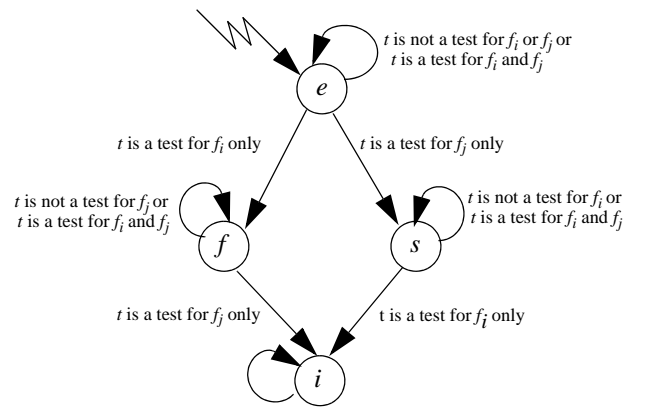 t is not a test for fi or fj or
t is a test for fi and fj
e
t is a test for fi only
t is a test for fj only
t is not a test for fj or
t is a test for fi and fj
t is not a test for fi or
t is a test for fi and fj
f
s
t is a test for fj only
t is a test for fi only
i